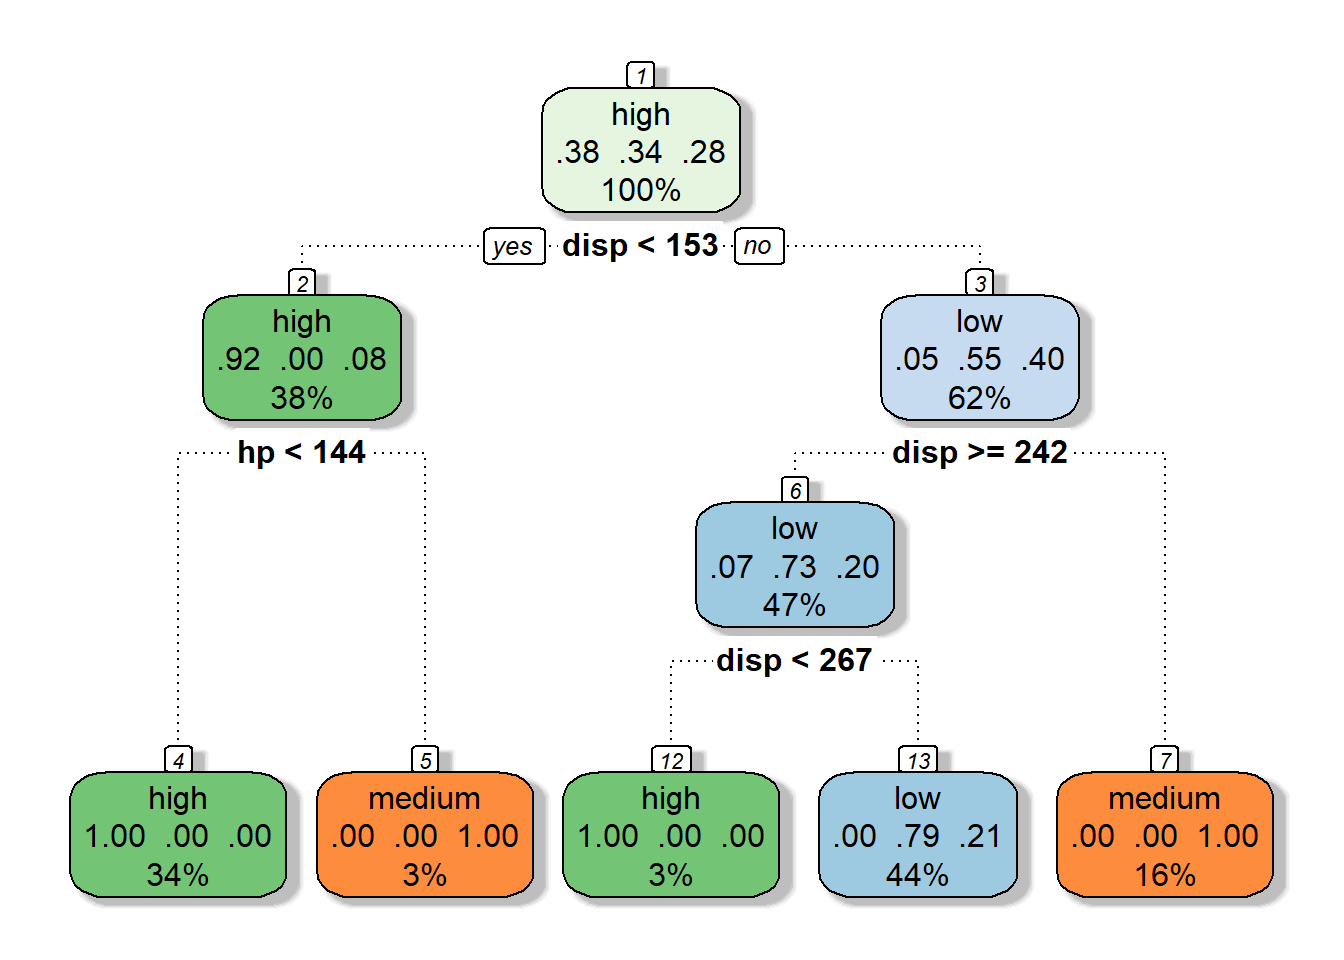 1
high
.38 .34 .28
100%
yes disp < 153 no
2
high
.92 .00 .08
38%
3
low
.05 .55 .40
62%
hp < 144
disp >= 242
6
low
.07 .73 .20
47%
disp < 267
4
high
1.00 .00 .00
34%
5
medium
.00 .00 1.00
3%
12
high
1.00 .00 .00
3%
13
low
.00 .79 .21
44%
7
medium
.00 .00 1.00
16%